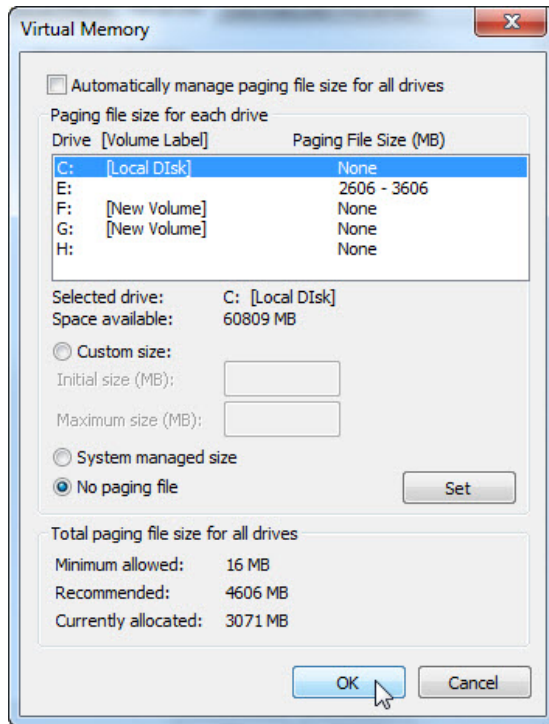 Virtual Memory
Automatically manage paging file size for all drives
Paging file size for each drive
Drive [Volume Label] Paging File Size (MB)
C: [Local DIsk] None
E: 2606 - 3606
F: [New Volume] None
G: [New Volume] None
H: None
Selected drive: C: [Local DIsk]
Space available: 60809 MB
Custom size:
Initial size (MB):
Maximum size (MB):
System managed size
No paging file Set
Total paging file size for all drives
Minimum allowed: 16 MB
Recommended: 4606 MB
Currently allocated: 3071 MB
OK Cancel